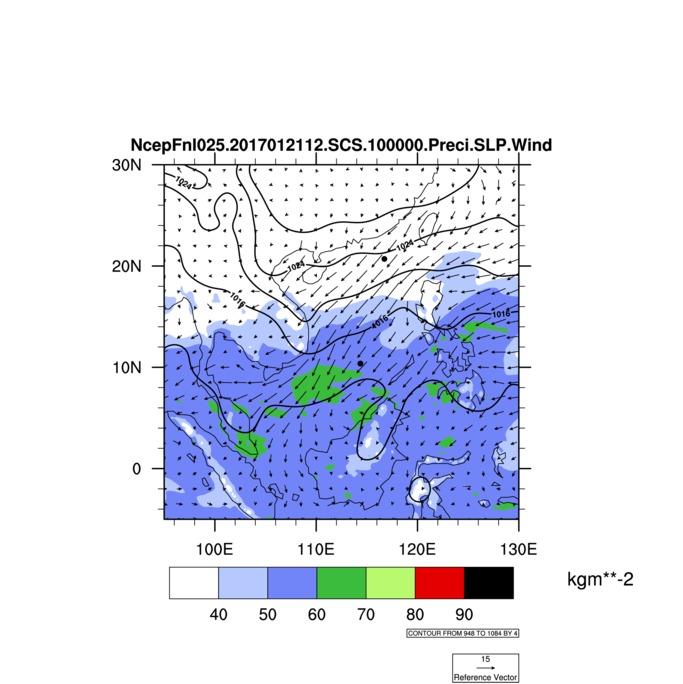 NcepFnl025.2017012112.SCS.100000.Preci.SLP.Wind
30N
1024
1024
20N
1024
1016
1016
1016
10N
0
100E
110E
120E
130E
kgm**-2
40
50
60
70
80
90
CONTOUR FROM 948 TO 1084 BY 4
15
Reference Vector